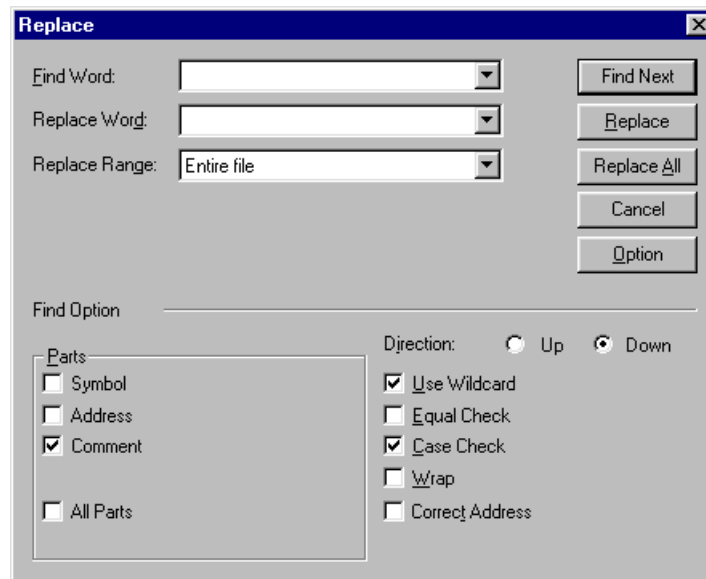 Replace
Find Word:
Find Next
Replace Word:
Replace
Replace Range: Entire file
Replace All
Cancel
Option
Find Option
Direction: Up Down
Parts
Symbol
Address
Comment
All Parts
Use Wildcard
Equal Check
Case Check
Wrap
Correct Address